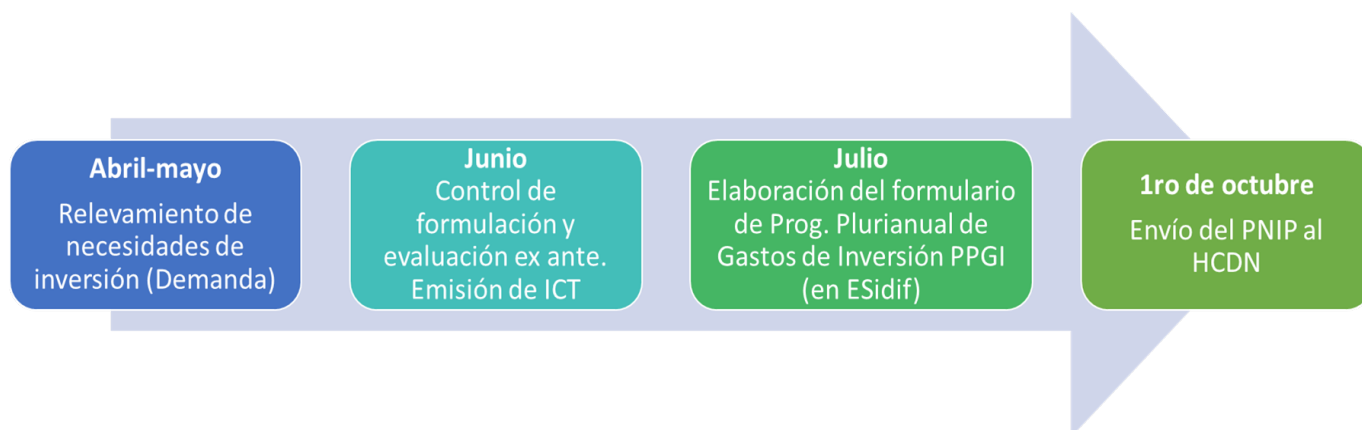 Abril-mayo
Relevamiento de
necesidades de
inversión (Demanda)
Junio
Control de
formulación y
evaluación ex ante.
Emisión de ICT
Julio
Elaboración del formulario
de Prog. Plurianual de
Gastos de Inversión PPGI
(en ESidif)
1ro de octubre
Envío del PNIP al
HCDN